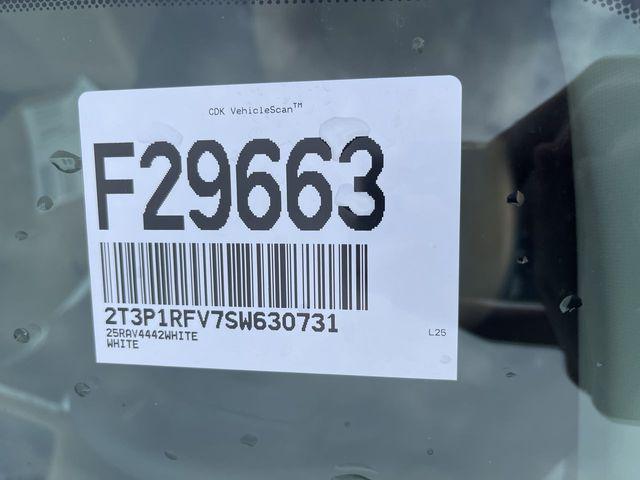 CDK VehicleScan™
F29663
2T3P1RFV7SW630731
25RAV4442WHITE
WHITE
L25